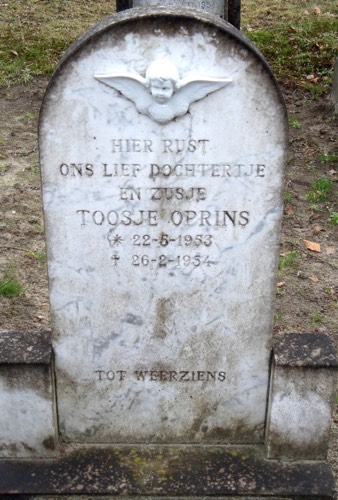 HIER RUST
ONS LIEF DOCHTERTJE
EN ZUSJE
TOOSJE OPRINS
* 22-5-1953
† 26-2-1954
TOT WEERZIENS